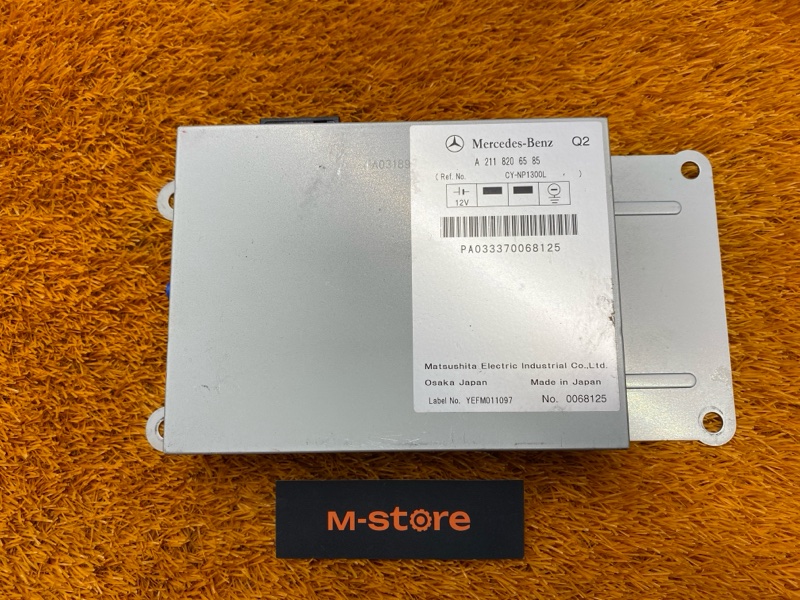 Mercedes-Benz Q2
A 211 820 65 85
(Ref. No. CY-NP1300L . )
12V
PA033370068125
Matsushita Electric Industrial Co.,Ltd.
Osaka Japan Made in Japan
Label No. YEFM011097 No. 0068125
M-store